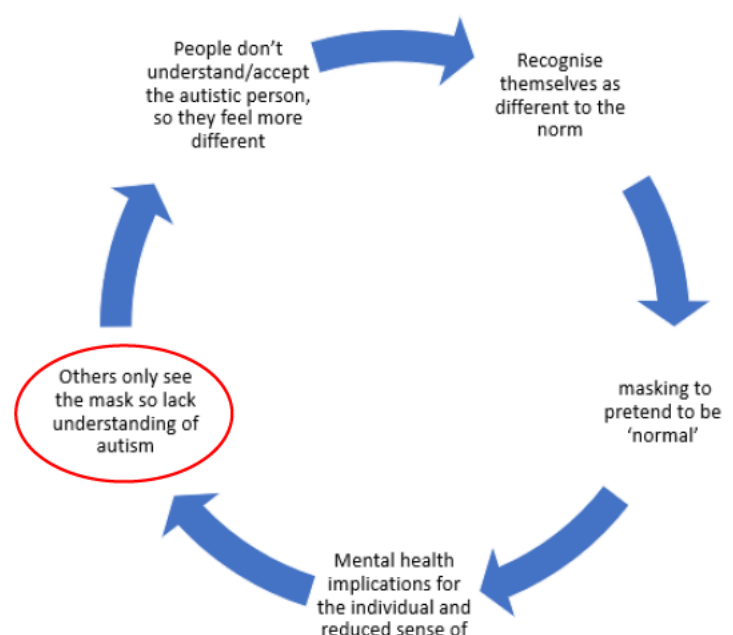 People don’t
understand/accept
the autistic person,
so they feel more
different
Recognise
themselves as
different to the
norm
masking to
pretend to be
‘normal’
Mental health
implications for
the individual and
reduced sense of
Others only see
the mask so lack
understanding of
autism